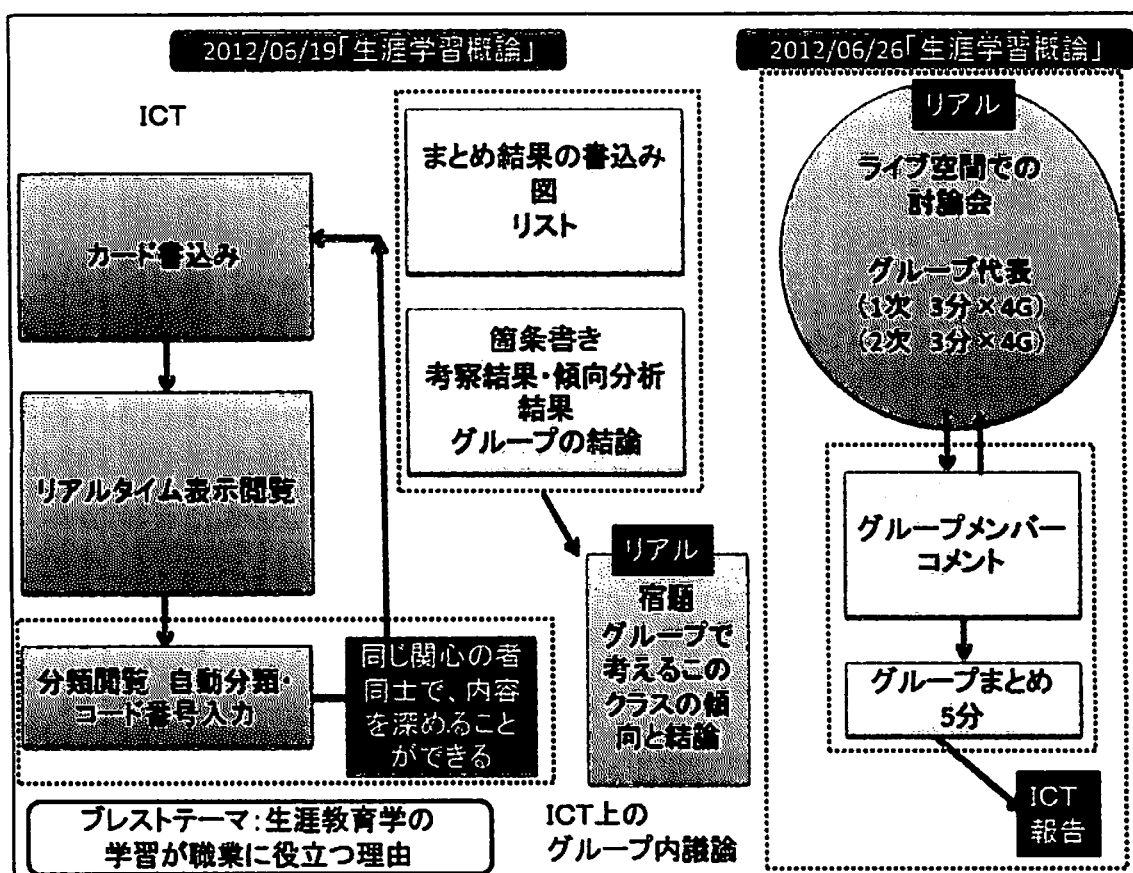 2012/06/19「生涯学習概論」
ICT
カード書込み
リアルタイム表示閲覧
分類閲覧 自動分類・
コード番号入力
同じ関心の者
同士で、内容
を深めること
ができる
ブレストテーマ:生涯教育学の
学習が職業に役立つ理由
まとめ結果の書込み
図
リスト
箇条書き
考察結果・傾向分析
結果
グループの結論
リアル
宿題
グループで
考えるこの
クラスの傾
向と結論
ICT上の
グループ内議論
2012/06/26「生涯学習概論」
リアル
ライブ空間での
討論会
グループ代表
(1次 3分×4G)
(2次 3分×4G)
グループメンバー
コメント
グループまとめ
5分
ICT
報告